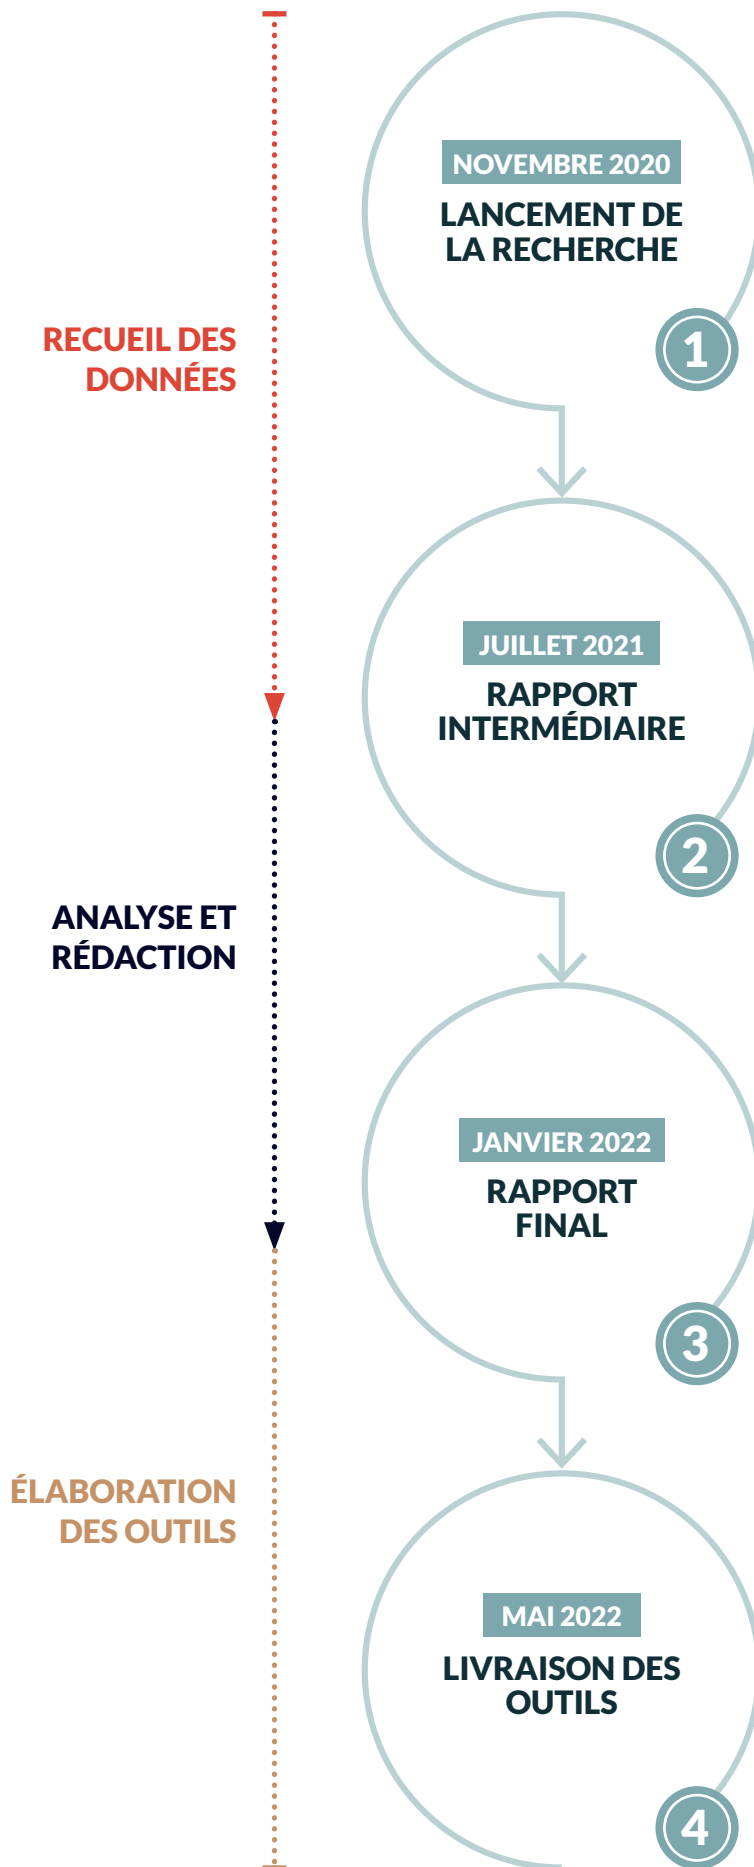 NOVEMBRE 2020
LANCEMENT DE
LA RECHERCHE
1
RECUEIL DES
DONNÉES
JUILLET 2021
RAPPORT
INTERMÉDIAIRE
2
ANALYSE ET
RÉDACTION
JANVIER 2022
RAPPORT
FINAL
3
ÉLABORATION
DES OUTILS
MAI 2022
LIVRAISON DES
OUTILS
4